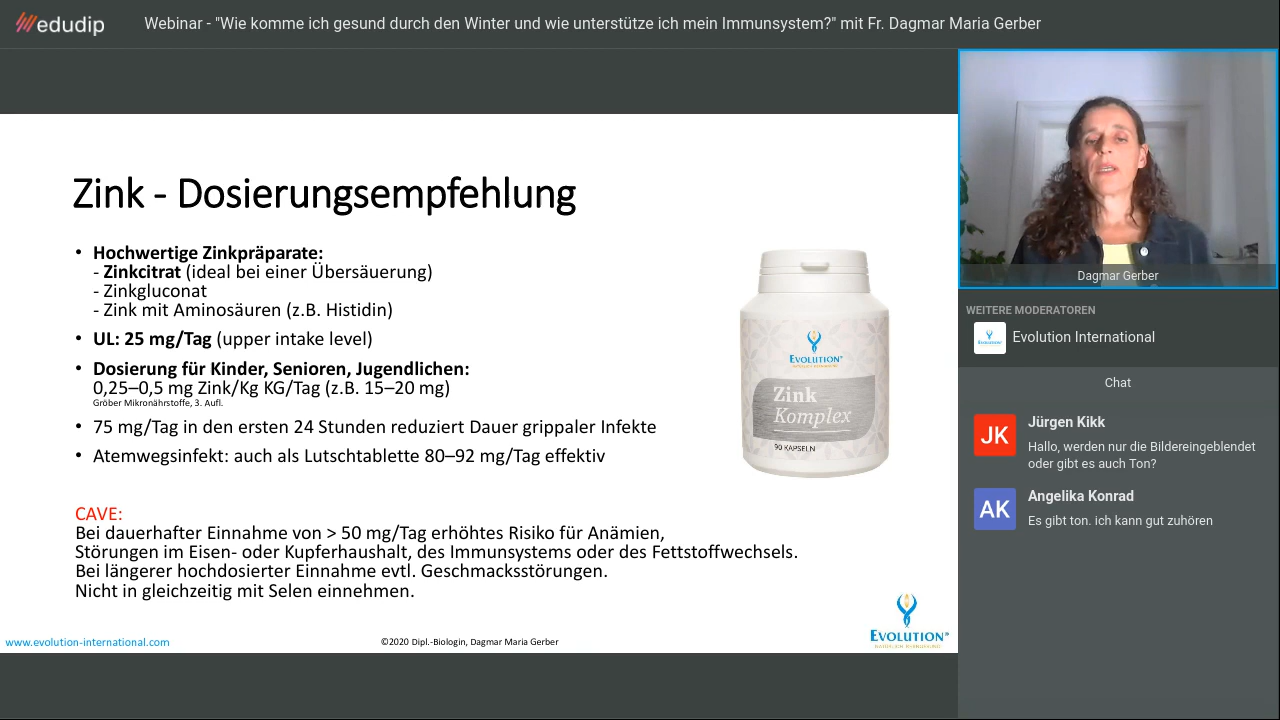 edudip
Webinar - "Wie komme ich gesund durch den Winter und wie unterstütze ich mein Immunsystem?" mit Fr. Dagmar Maria Gerber
Zink - Dosierungsempfehlung
• Hochwertige Zinkpräparate:
- Zinkcitrat (ideal bei einer Übersäuerung)
- Zinkgluconat
- Zink mit Aminosäuren (z.B. Histidin)
• UL: 25 mg/Tag (upper intake level)
• Dosierung für Kinder, Senioren, Jugendlichen:
0,25–0,5 mg Zink/Kg KG/Tag (z.B. 15–20 mg)
Gröber Mikronährstoffe, 3. Aufl.
• 75 mg/Tag in den ersten 24 Stunden reduziert Dauer grippaler Infekte
• Atemwegsinfekt: auch als Lutschtablette 80–92 mg/Tag effektiv
CAVE:
Bei dauerhafter Einnahme von > 50 mg/Tag erhöhtes Risiko für Anämien,
Störungen im Eisen- oder Kupferhaushalt, des Immunsystems oder des Fettstoffwechsels.
Bei längerer hochdosierter Einnahme evtl. Geschmacksstörungen.
Nicht in gleichzeitig mit Selen einnehmen.
EVOLUTION®
Zink
Komplex
90 KAPSELN
www.evolution-international.com
©2020 Dipl.-Biologin, Dagmar Maria Gerber
EVOLUTION®
Dagmar Gerber
WEITERE MODERATOREN
Evolution International
Chat
JK
Jürgen Kikk
Hallo, werden nur die Bildereingeblendet
oder gibt es auch Ton?
AK
Angelika Konrad
Es gibt ton. ich kann gut zuhören